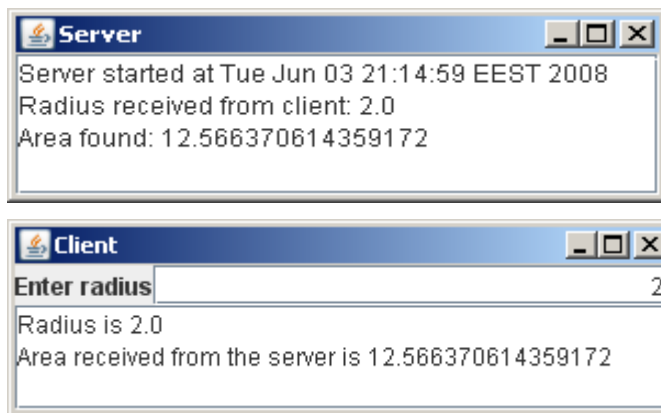 Server
Server started at Tue Jun 03 21:14:59 EEST 2008
Radius received from client: 2.0
Area found: 12.566370614359172
Client
Enter radius 2
Radius is 2.0
Area received from the server is 12.566370614359172